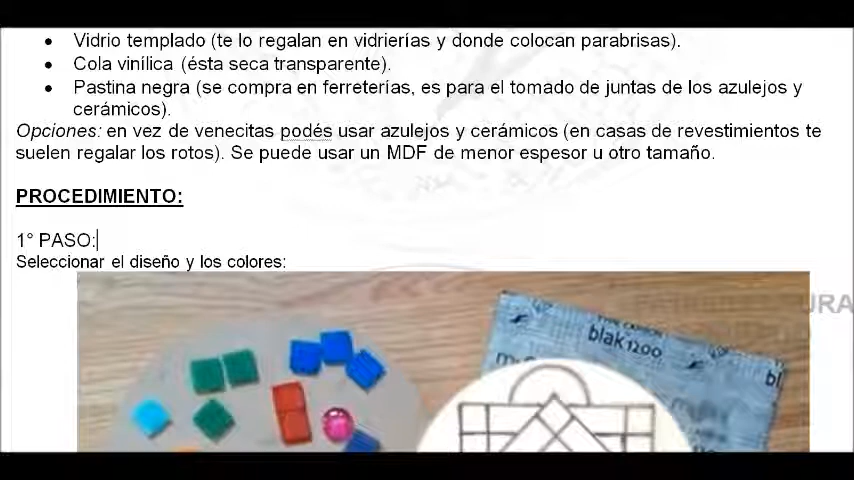 • Vidrio templado (te lo regalan en vidrierías y donde colocan parabrisas).
• Cola vinílica (ésta seca transparente).
• Pastina negra (se compra en ferreterías, es para el tomado de juntas de los azulejos y
cerámicos).
Opciones: en vez de venecitas podés usar azulejos y cerámicos (en casas de revestimientos te
suelen regalar los rotos). Se puede usar un MDF de menor espesor u otro tamaño.
PROCEDIMIENTO:
1° PASO:
Seleccionar el diseño y los colores:
blak1200
bl